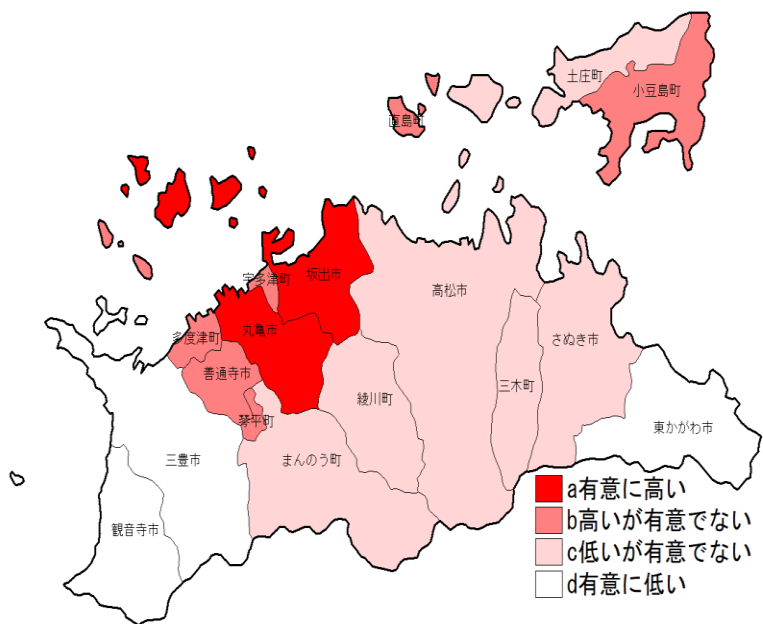 土庄町
小豆島町
直島町
宇多津町
坂出市
高松市
多度津町
丸亀市
さぬき市
善通寺市
三木町
綾川町
琴平町
東かがわ市
三豊市
まんのう町
観音寺市
a有意に高い
b高いが有意でない
c低いが有意でない
d有意に低い